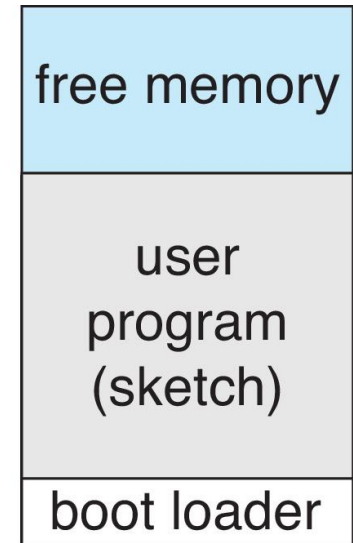 free memory
user
program
(sketch)
boot loader